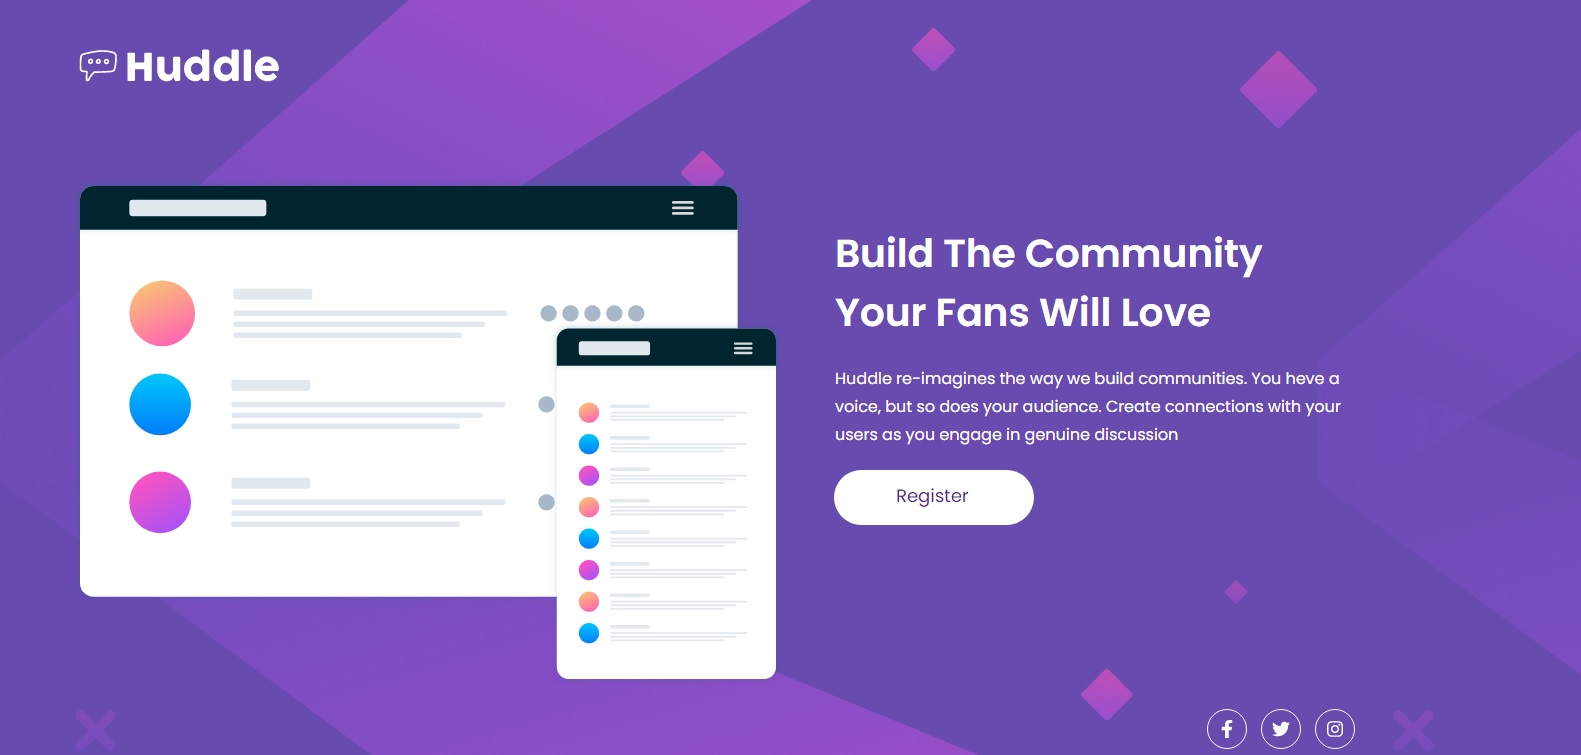 Huddle
Build The Community
Your Fans Will Love
Huddle re-imagines the way we build communities. You heve a
voice, but so does your audience. Create connections with your
users as you engage in genuine discussion
Register